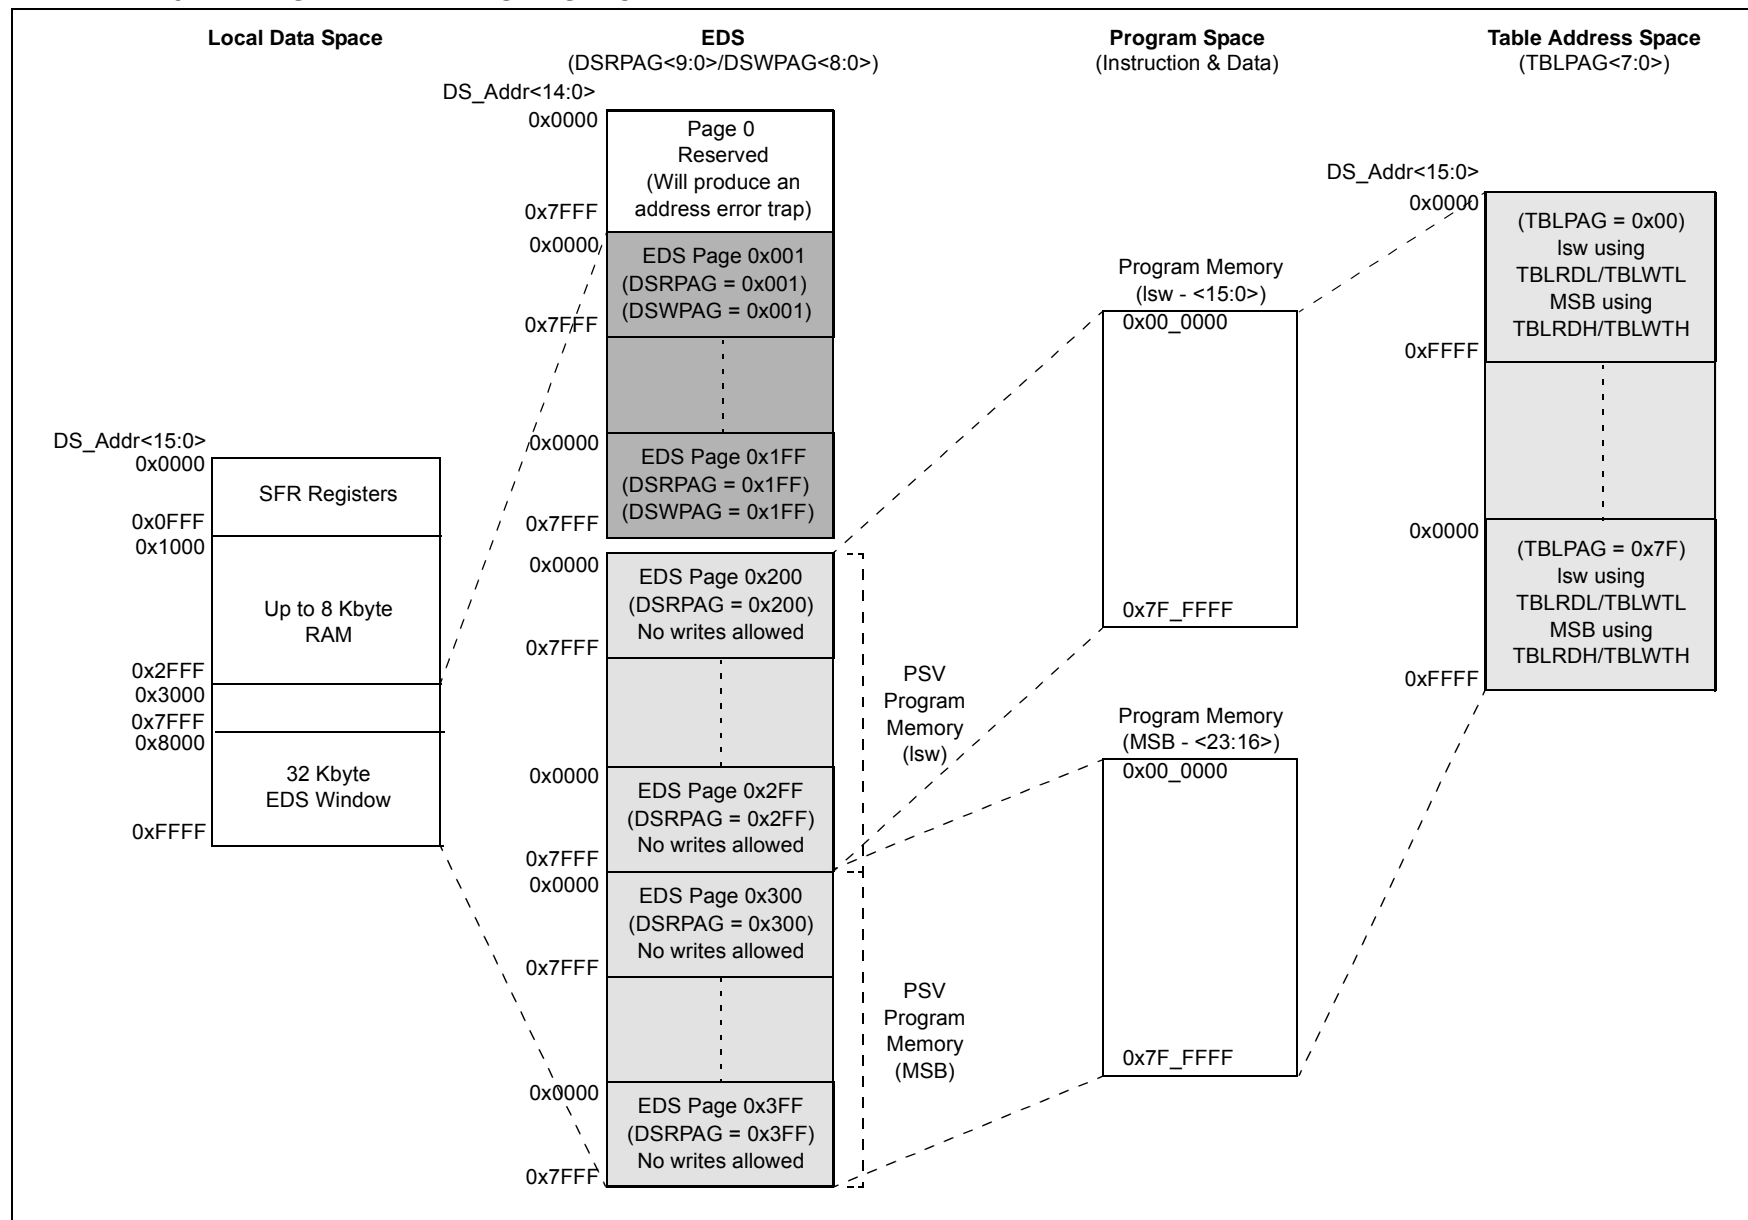 Local Data Space
DS_Addr<15:0>
0x0000
SFR Registers
0x0FFF
0x1000
Up to 8 Kbyte
RAM
0x2FFF
0x3000
0x7FFF
0x8000
32 Kbyte
EDS Window
0xFFFF
EDS
(DSRPAG<9:0>/DSWPAG<8:0>)
DS_Addr<14:0>
0x0000
Page 0
Reserved
(Will produce an
address error trap)
0x7FFF
0x0000
EDS Page 0x001
(DSRPAG = 0x001)
(DSWPAG = 0x001)
0x7FFF
0x0000
EDS Page 0x1FF
(DSRPAG = 0x1FF)
(DSWPAG = 0x1FF)
0x7FFF
0x0000
EDS Page 0x200
(DSRPAG = 0x200)
No writes allowed
0x7FFF
PSV
Program
Memory
(lsw)
0x0000
EDS Page 0x2FF
(DSRPAG = 0x2FF)
No writes allowed
0x7FFF
0x0000
EDS Page 0x300
(DSRPAG = 0x300)
No writes allowed
0x7FFF
PSV
Program
Memory
(MSB)
0x0000
EDS Page 0x3FF
(DSRPAG = 0x3FF)
No writes allowed
0x7FFF
Program Space
(Instruction & Data)
Program Memory
(lsw - <15:0>)
0x00_0000
0x7F_FFFF
Program Memory
(MSB - <23:16>)
0x00_0000
0x7F_FFFF
Table Address Space
(TBLPAG<7:0>)
DS_Addr<15:0>
0x0000
(TBLPAG = 0x00)
lsw using
TBLRDL/TBLWTL
MSB using
TBLRDH/TBLWTH
0xFFFF
0x0000
(TBLPAG = 0x7F)
lsw using
TBLRDL/TBLWTL
MSB using
TBLRDH/TBLWTH
0xFFFF